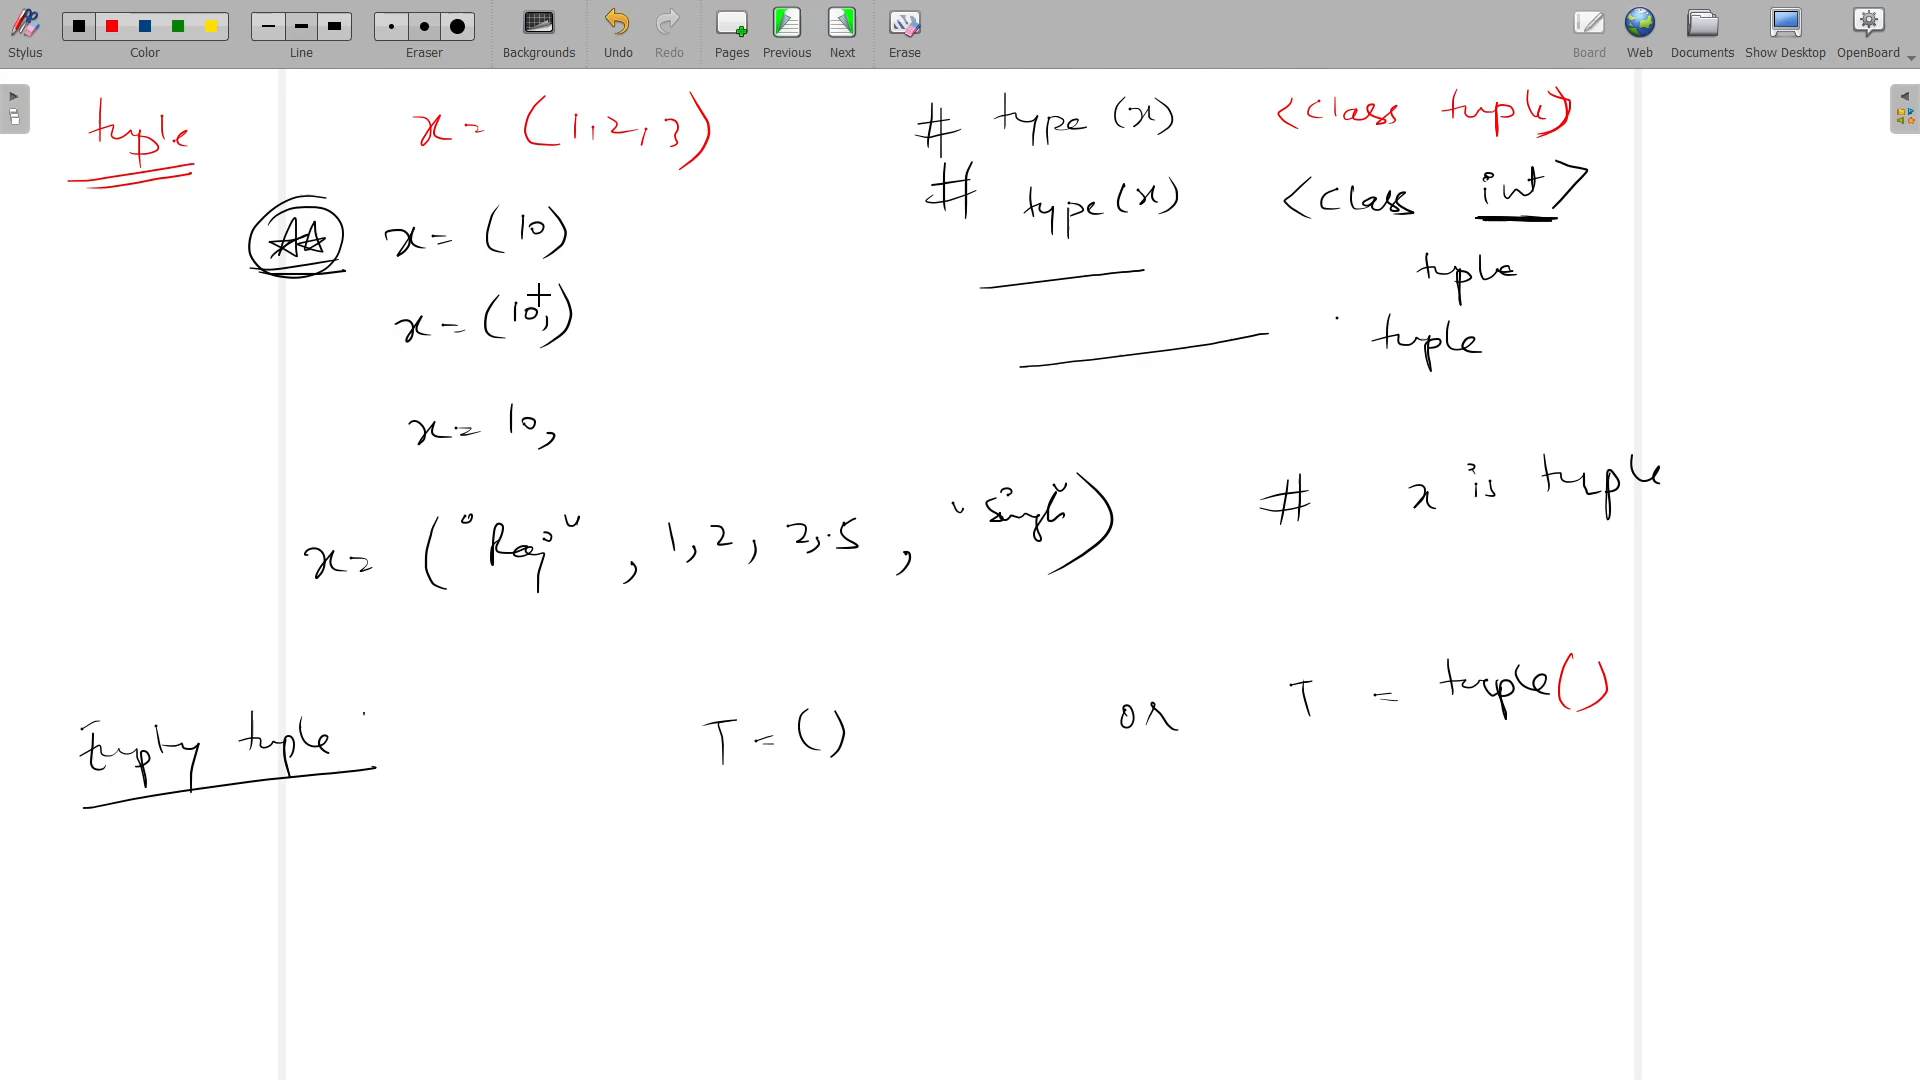 Stylus Color Line Eraser Backgrounds Undo Redo Pages Previous Next Erase Board Web Documents Show Desktop OpenBoard
tuple x = (1,2,3) # type (x) <class tuple>
x = (10) # type (x) <class int>
x = (10,) tuple
tuple
x = 10,
x = ("Raj", 1,2, 2.5, "Singh") # x is tuple
Empty tuple T = () or T = tuple()